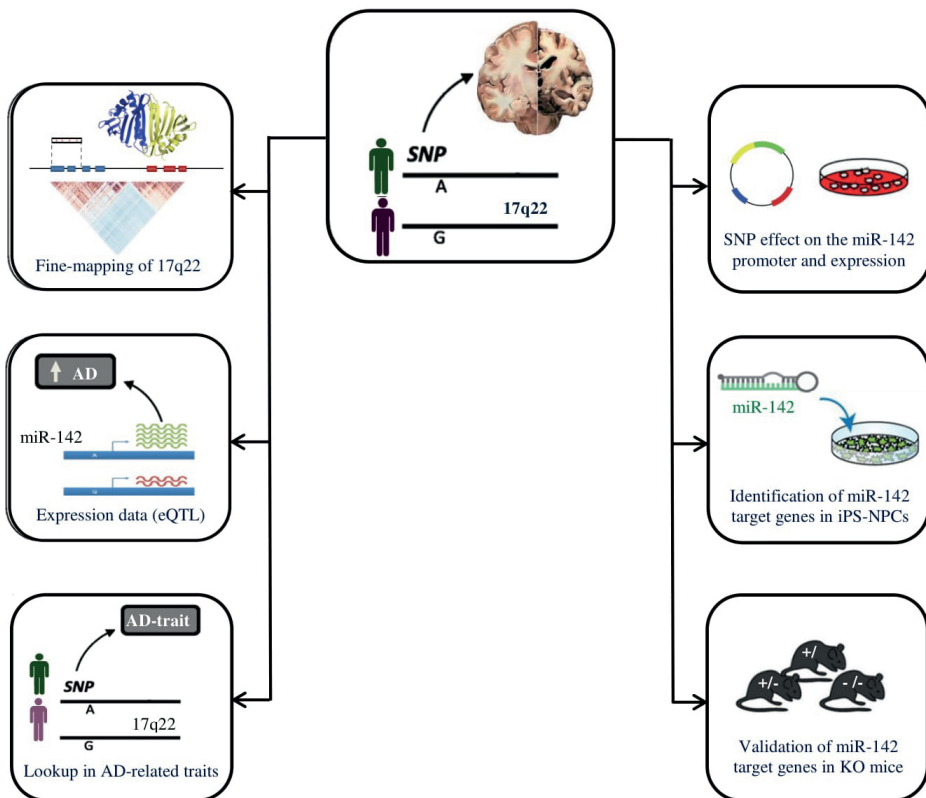 SNP
A
17q22
G
Fine-mapping of 17q22
AD
miR-142
A
G
Expression data (eQTL)
AD-trait
SNP
A
17q22
G
Lookup in AD-related traits
SNP effect on the miR-142
promoter and expression
miR-142
Identification of miR-142
target genes in iPS-NPCs
+/
+/-
- /-
Validation of miR-142
target genes in KO mice